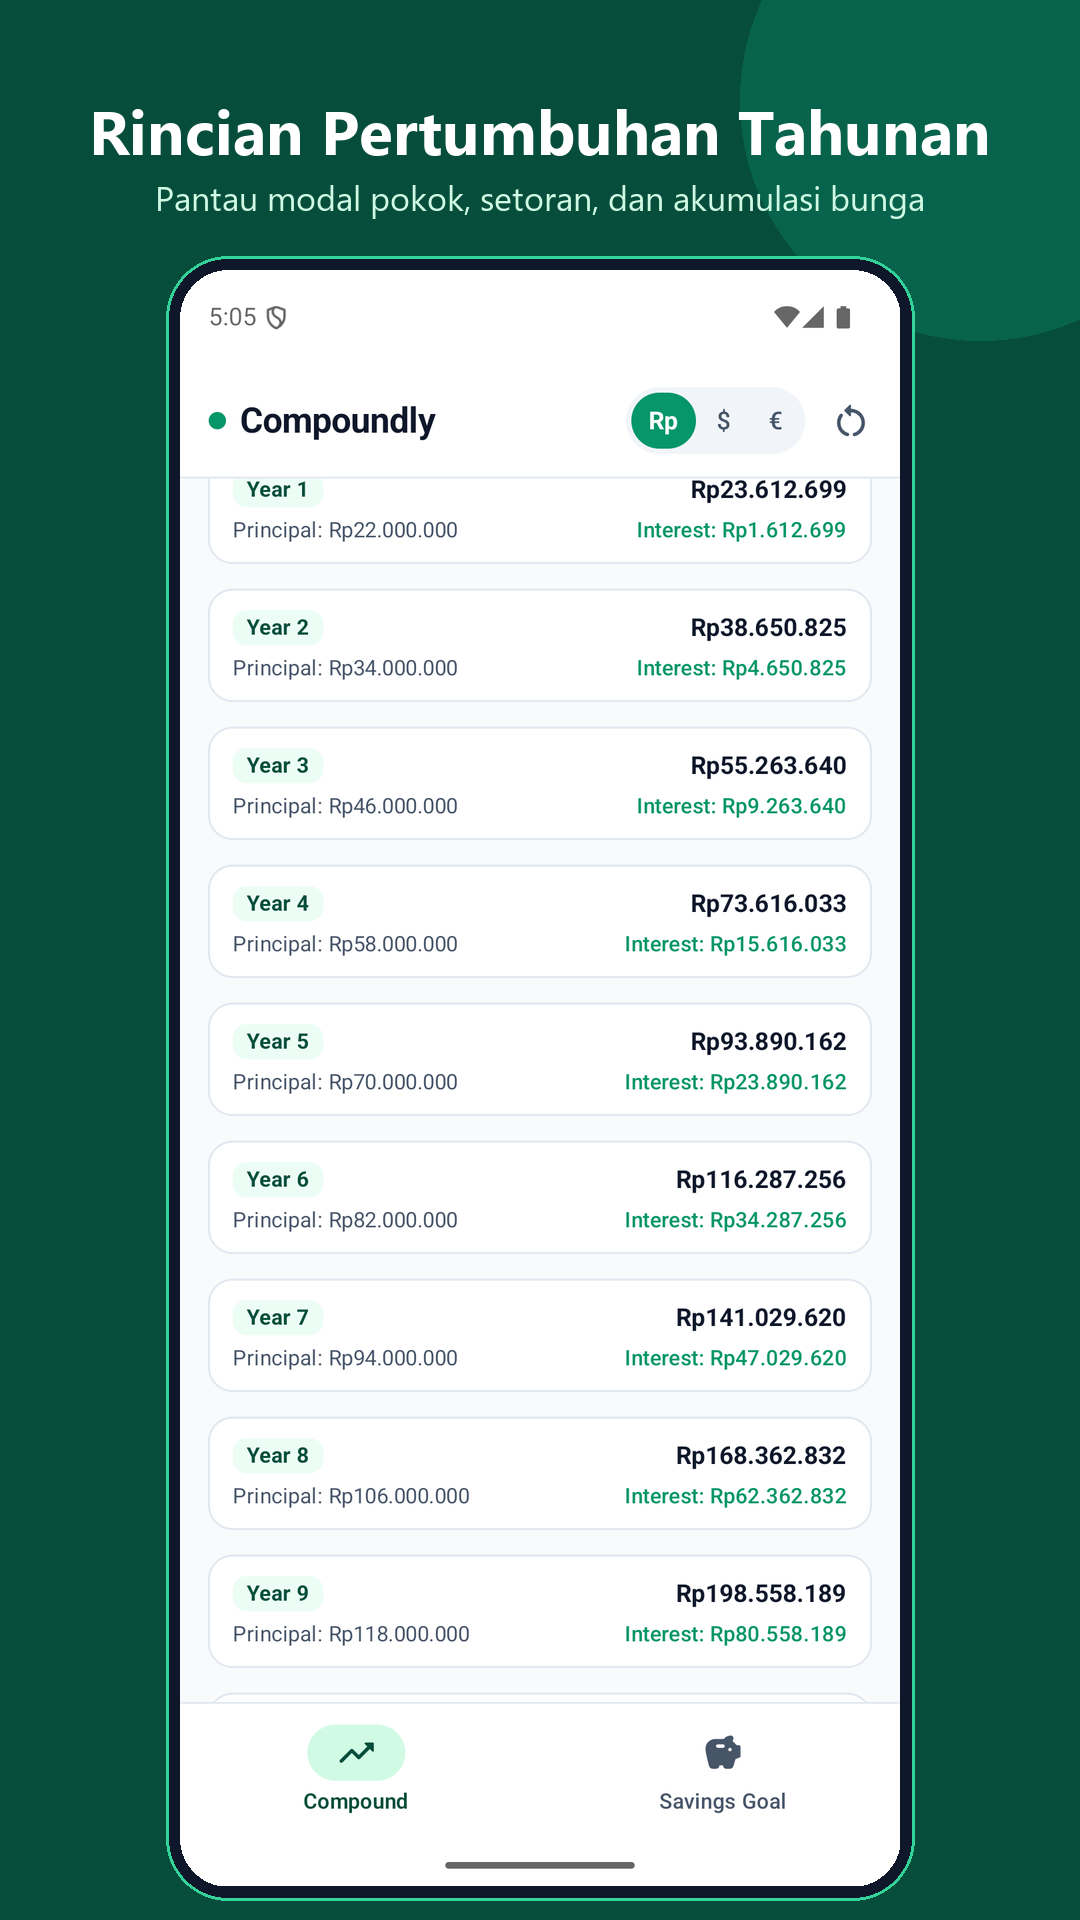 Rincian Pertumbuhan Tahunan
Pantau modal pokok, setoran, dan akumulasi bunga
5:05
Compoundly
Rp $ €
Year 1 Rp23.612.699
Principal: Rp22.000.000 Interest: Rp1.612.699
Year 2 Rp38.650.825
Principal: Rp34.000.000 Interest: Rp4.650.825
Year 3 Rp55.263.640
Principal: Rp46.000.000 Interest: Rp9.263.640
Year 4 Rp73.616.033
Principal: Rp58.000.000 Interest: Rp15.616.033
Year 5 Rp93.890.162
Principal: Rp70.000.000 Interest: Rp23.890.162
Year 6 Rp116.287.256
Principal: Rp82.000.000 Interest: Rp34.287.256
Year 7 Rp141.029.620
Principal: Rp94.000.000 Interest: Rp47.029.620
Year 8 Rp168.362.832
Principal: Rp106.000.000 Interest: Rp62.362.832
Year 9 Rp198.558.189
Principal: Rp118.000.000 Interest: Rp80.558.189
Compound Savings Goal